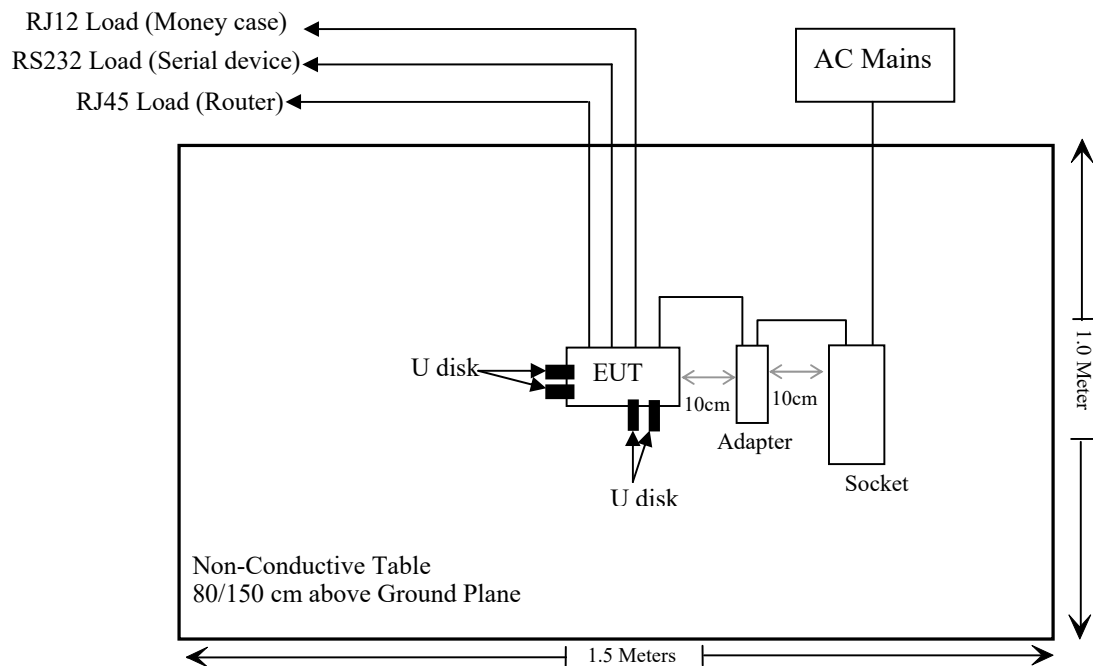 RJ12 Load (Money case)
RS232 Load (Serial device)
RJ45 Load (Router)
AC Mains
U disk
EUT
10cm
10cm
Adapter
Socket
U disk
1.0 Meter
Non-Conductive Table
80/150 cm above Ground Plane
1.5 Meters